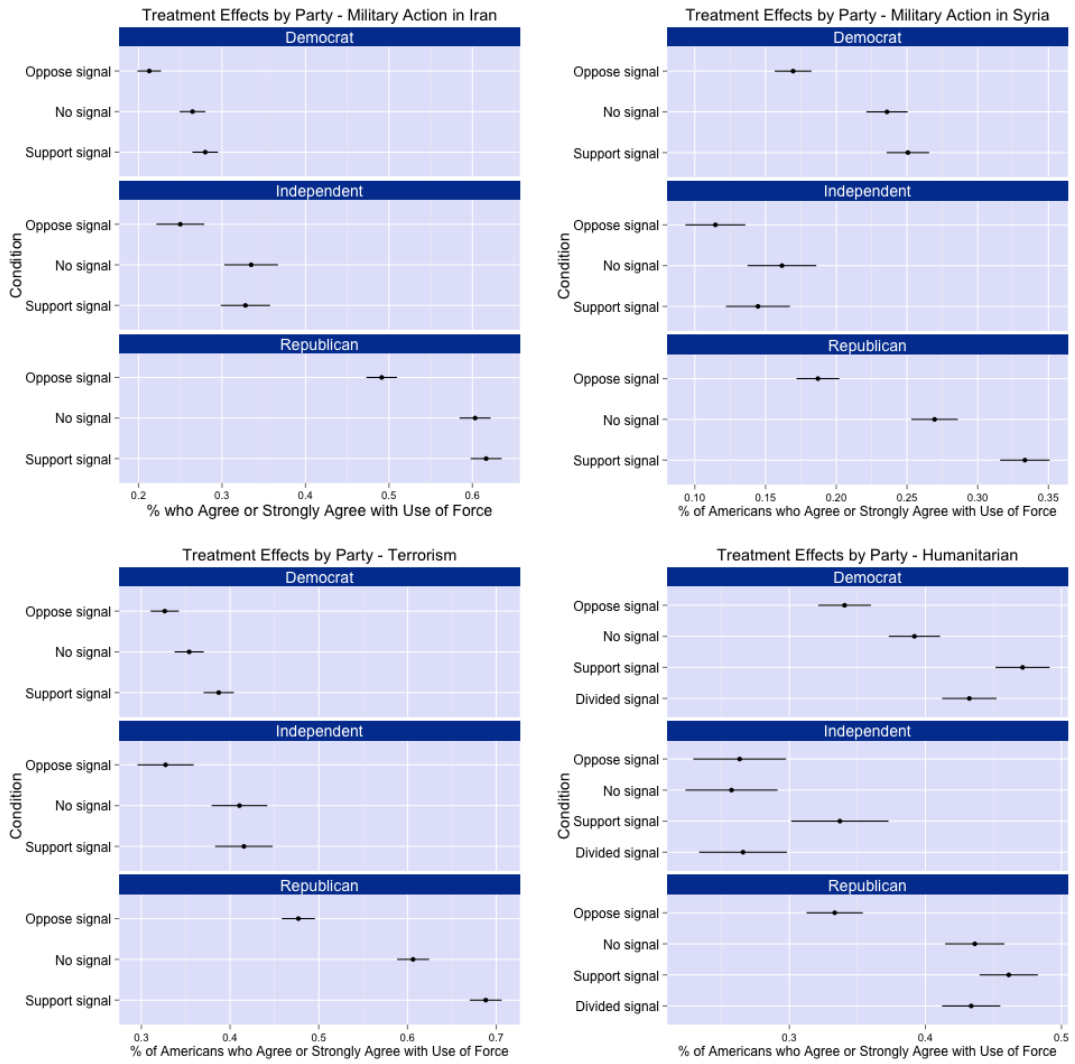 Treatment Effects by Party - Military Action in Iran
Democrat
Oppose signal
No signal
Support signal
Independent
Oppose signal
No signal
Support signal
Republican
Oppose signal
No signal
Support signal
Condition
0.2 0.3 0.4 0.5 0.6
% who Agree or Strongly Agree with Use of Force
Treatment Effects by Party - Military Action in Syria
Democrat
Oppose signal
No signal
Support signal
Independent
Oppose signal
No signal
Support signal
Republican
Oppose signal
No signal
Support signal
Condition
0.10 0.15 0.20 0.25 0.30 0.35
% of Americans who Agree or Strongly Agree with Use of Force
Treatment Effects by Party - Terrorism
Democrat
Oppose signal
No signal
Support signal
Independent
Oppose signal
No signal
Support signal
Republican
Oppose signal
No signal
Support signal
Condition
0.3 0.4 0.5 0.6 0.7
% of Americans who Agree or Strongly Agree with Use of Force
Treatment Effects by Party - Humanitarian
Democrat
Oppose signal
No signal
Support signal
Divided signal
Independent
Oppose signal
No signal
Support signal
Divided signal
Republican
Oppose signal
No signal
Support signal
Divided signal
Condition
0.3 0.4 0.5
% of Americans who Agree or Strongly Agree with Use of Force